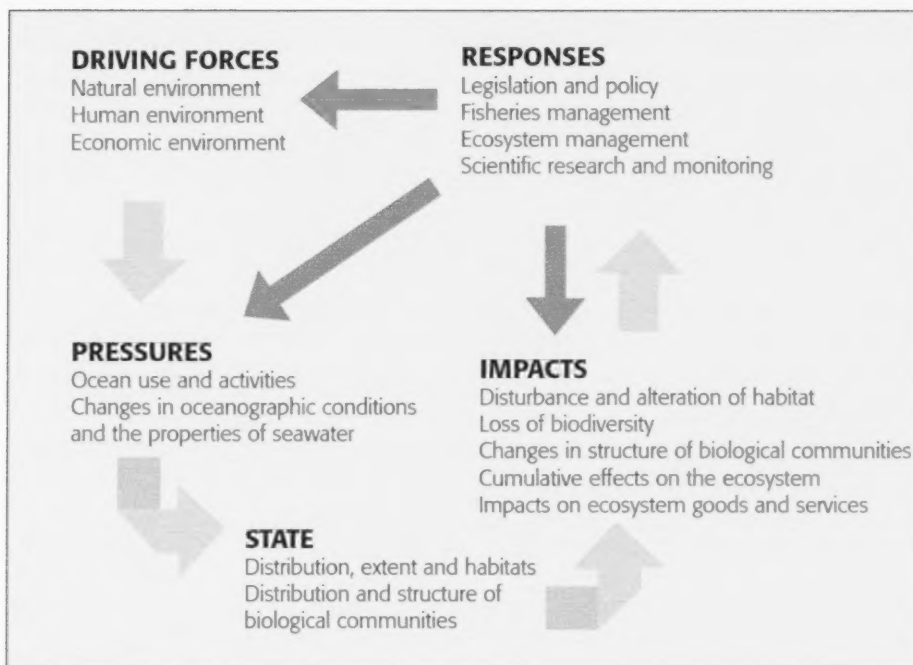 DRIVING FORCES
Natural environment
Human environment
Economic environment
RESPONSES
Legislation and policy
Fisheries management
Ecosystem management
Scientific research and monitoring
PRESSURES
Ocean use and activities
Changes in oceanographic conditions
and the properties of seawater
IMPACTS
Disturbance and alteration of habitat
Loss of biodiversity
Changes in structure of biological communities
Cumulative effects on the ecosystem
Impacts on ecosystem goods and services
STATE
Distribution, extent and habitats
Distribution and structure of
biological communities